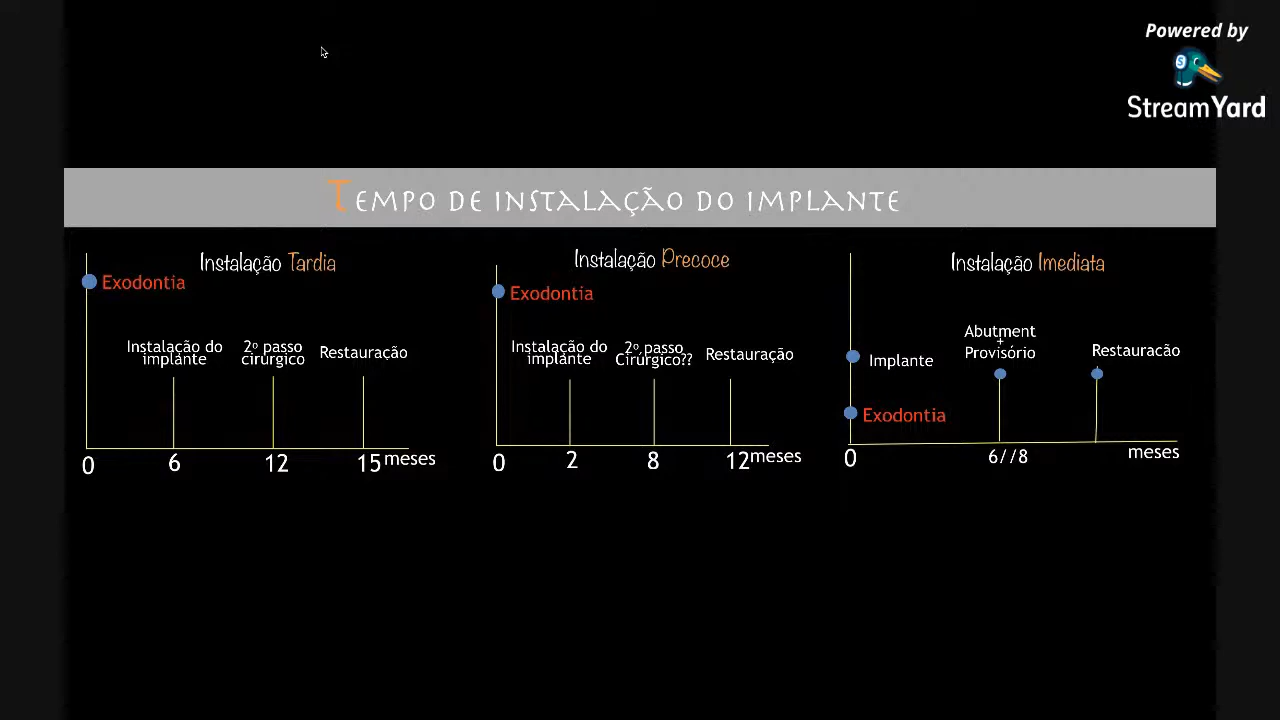 Powered by
StreamYard
TEMPO DE INSTALAÇÃO DO IMPLANTE
Instalação Tardia
Exodontia
Instalação do
implante
2º passo
cirúrgico
Restauração
0
6
12
15 meses
Instalação Precoce
Exodontia
Instalação do
implante
2º passo
Cirúrgico??
Restauração
0
2
8
12 meses
Instalação Imediata
Abutment
+
Provisório
Restauracão
Implante
Exodontia
0
6//8
meses